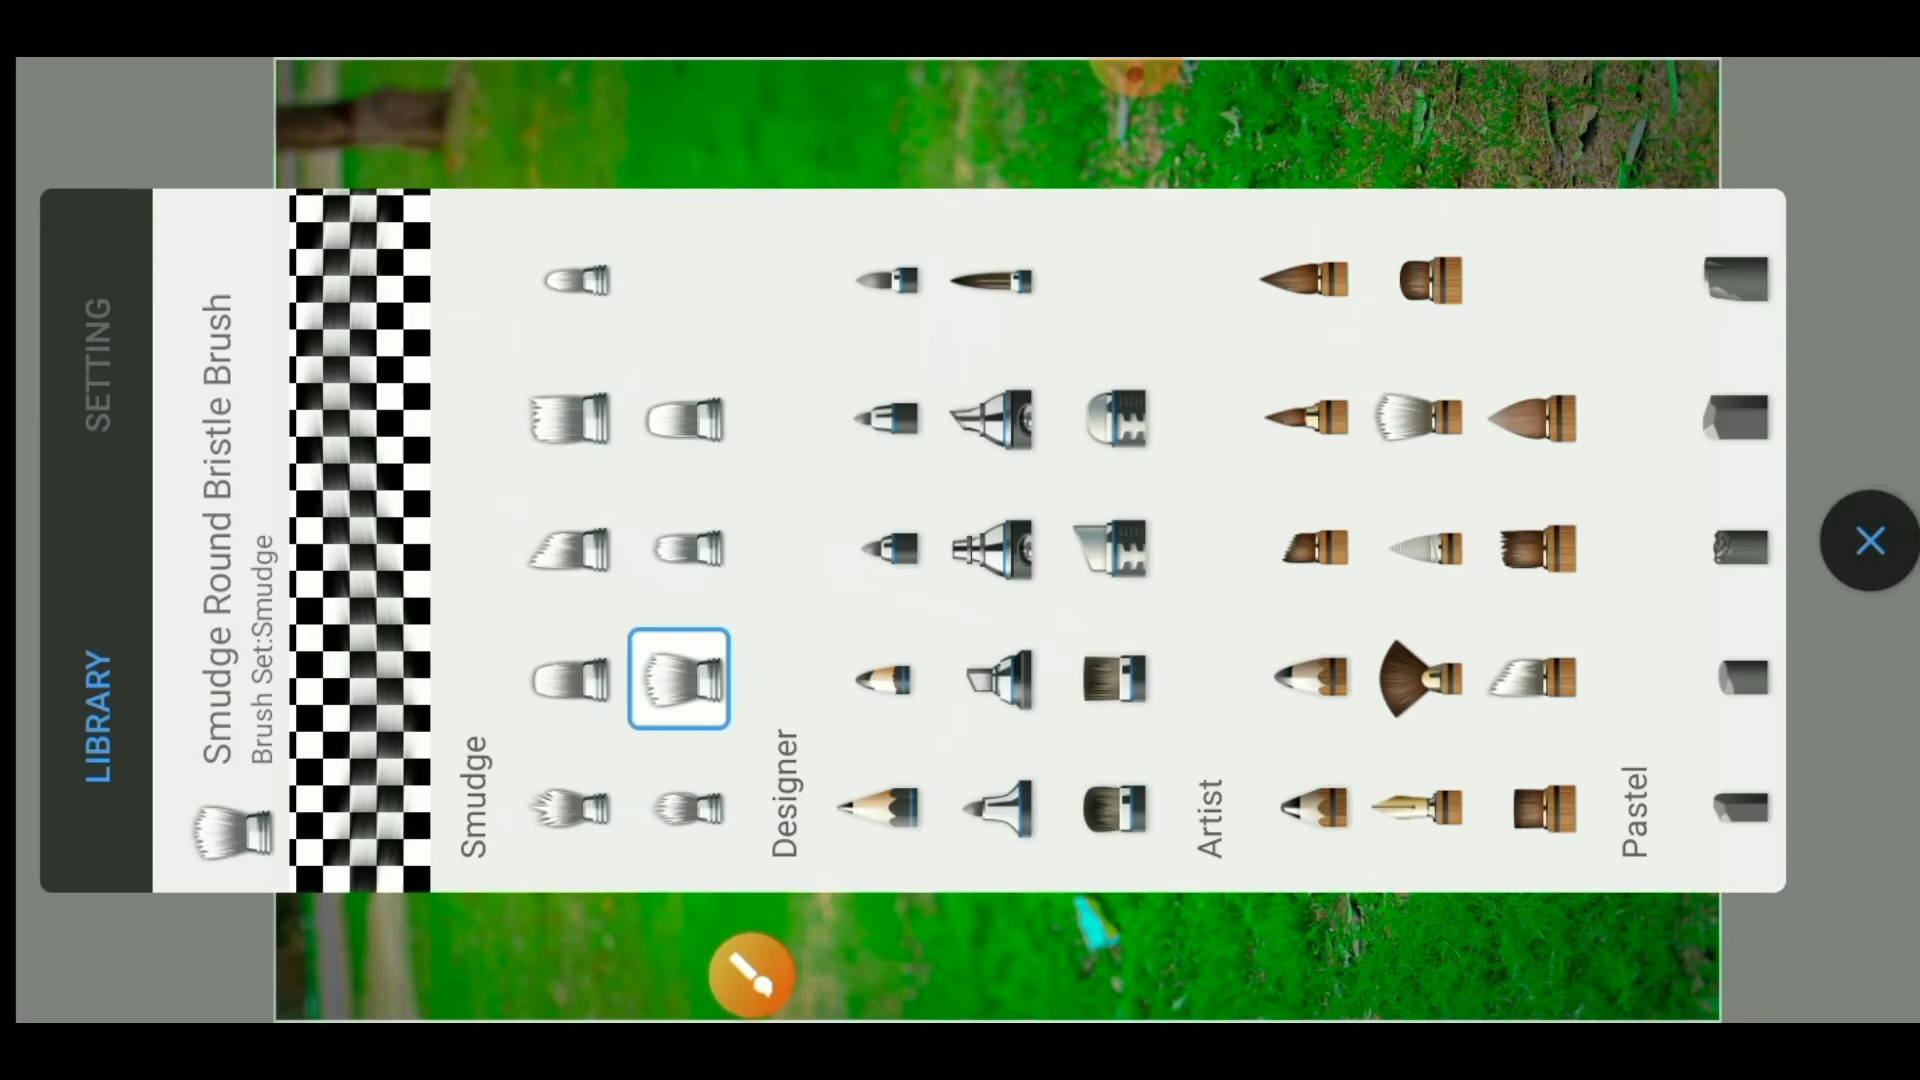 LIBRARY
SETTING
Smudge Round Bristle Brush
Brush Set:Smudge
Smudge
Designer
Artist
Pastel